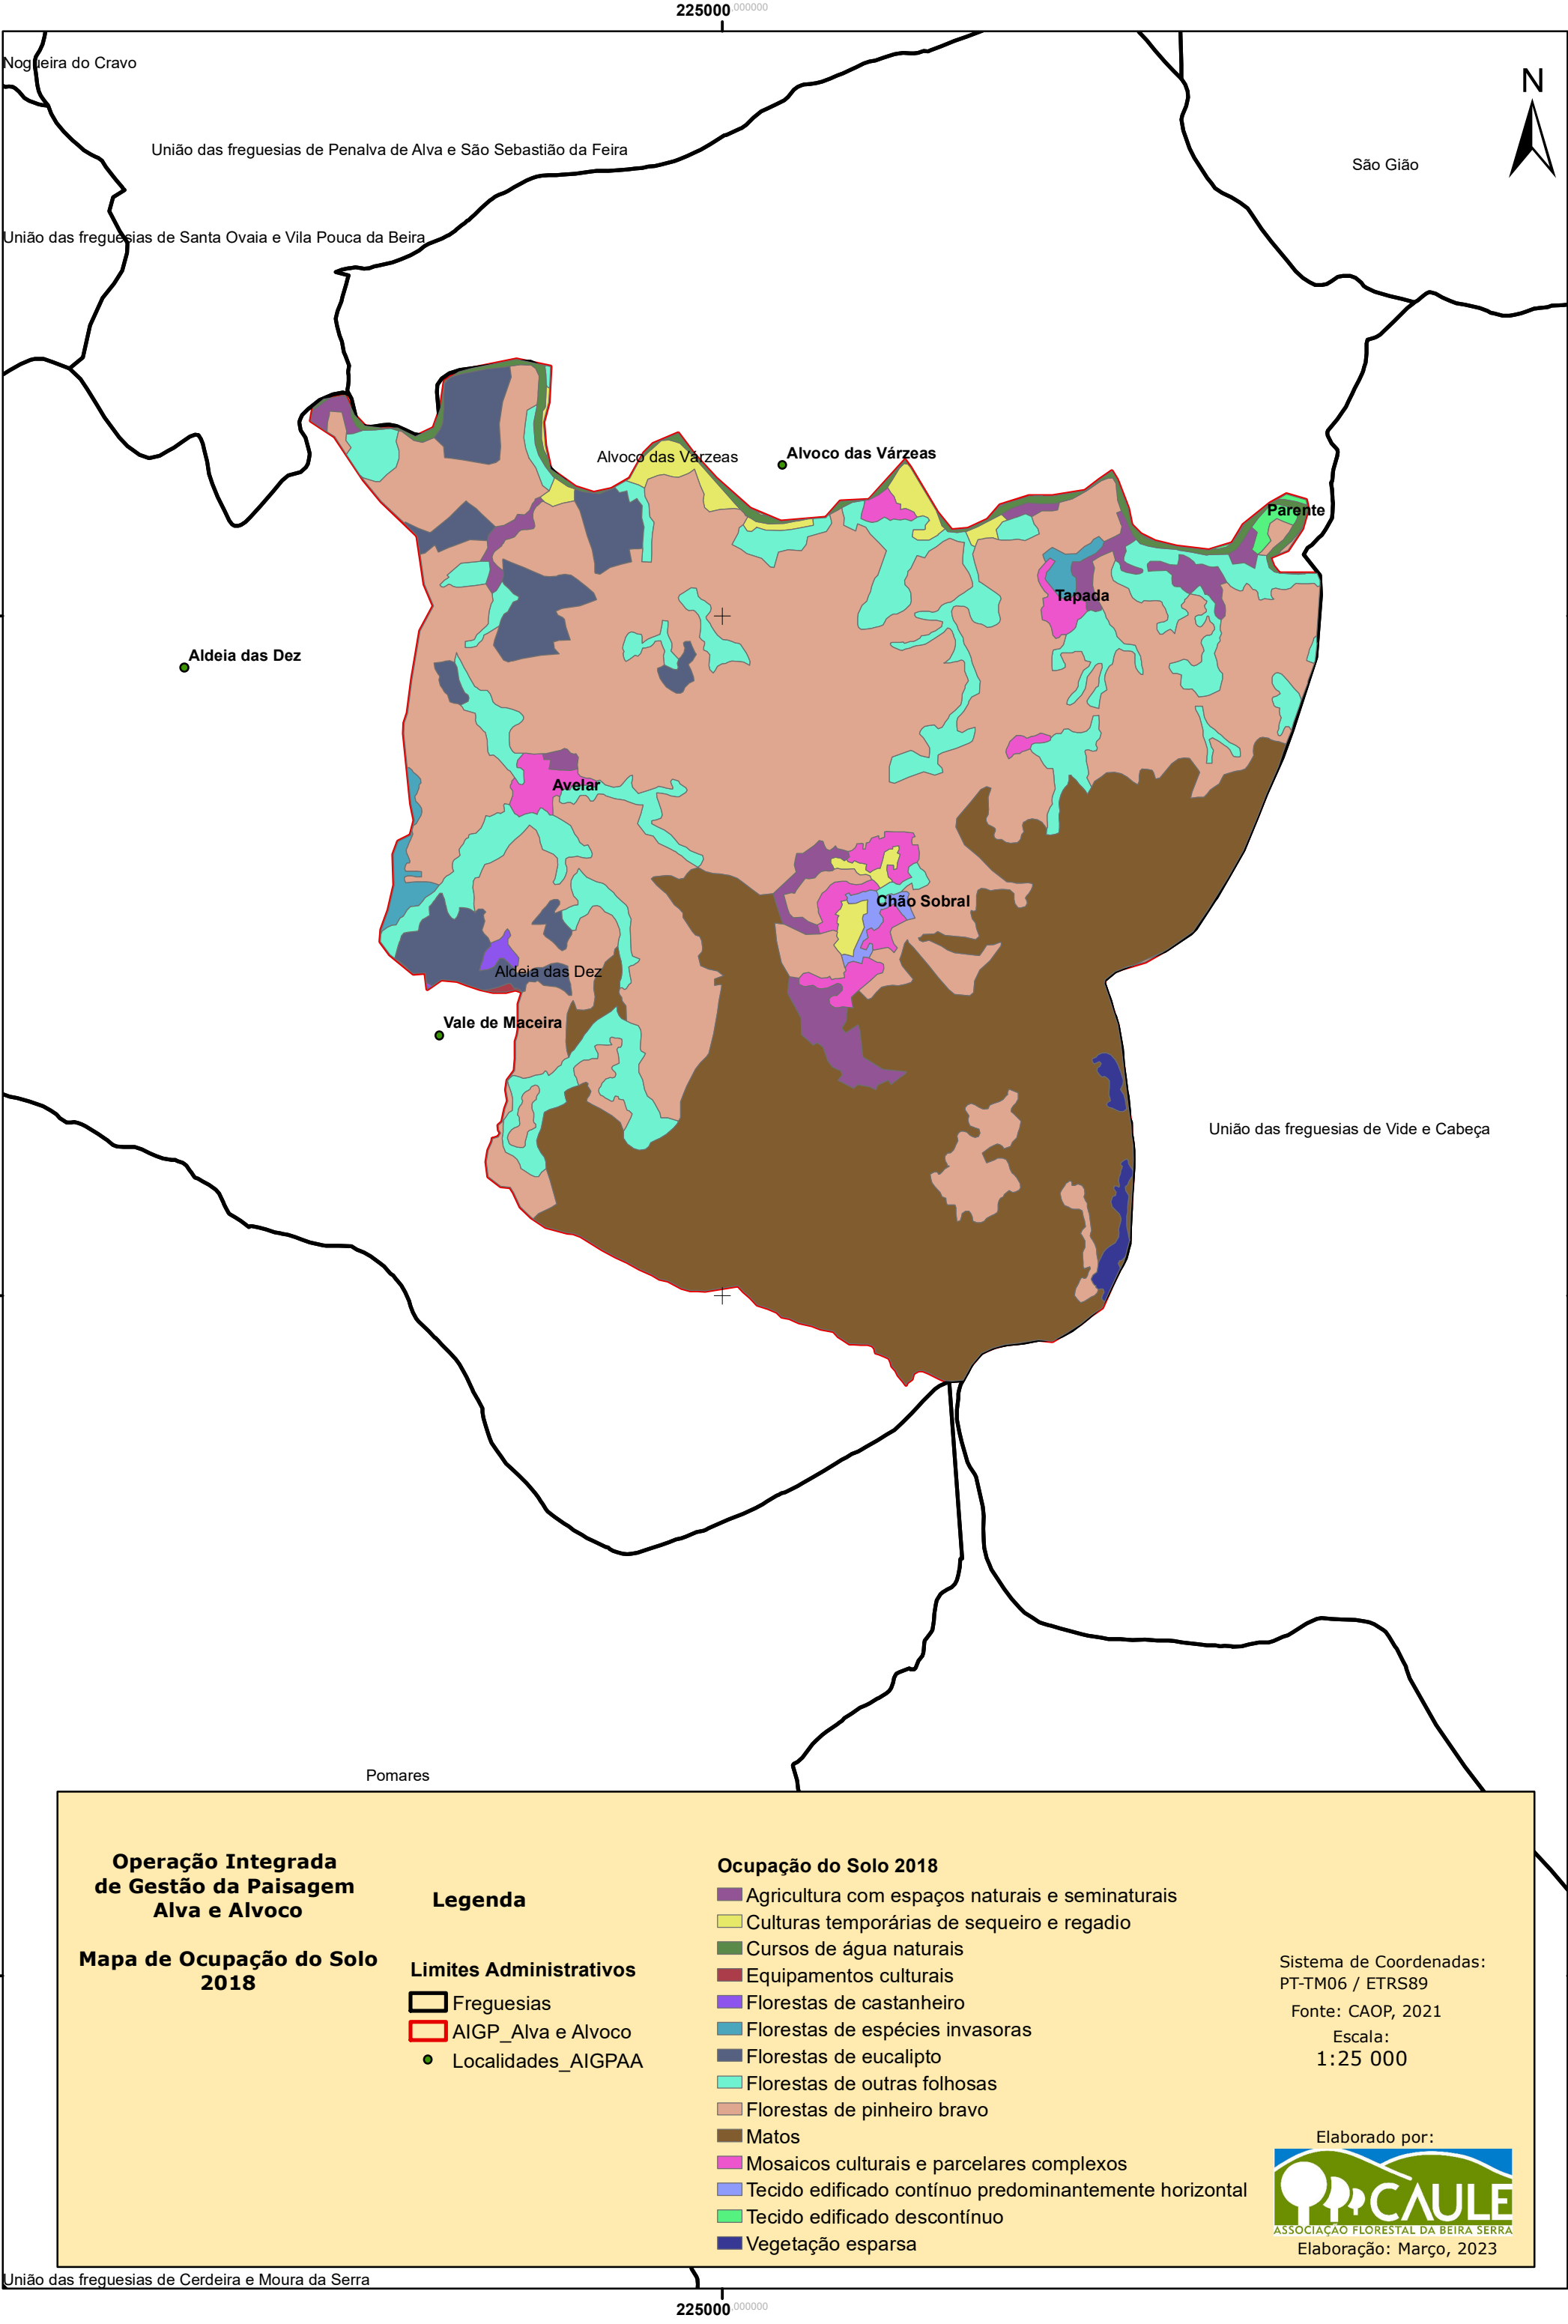 225000.000000
N
Nogueira do Cravo
União das freguesias de Penalva de Alva e São Sebastião da Feira
São Gião
União das freguesias de Santa Ovaia e Vila Pouca da Beira
Alvoco das Várzeas
Alvoco das Várzeas
Parente
Tapada
Aldeia das Dez
Avelar
Chão Sobral
Aldeia das Dez
Vale de Maceira
União das freguesias de Vide e Cabeça
Pomares
Operação Integrada
de Gestão da Paisagem
Alva e Alvoco
Mapa de Ocupação do Solo
2018
Legenda
Limites Administrativos
Freguesias
AIGP_Alva e Alvoco
Localidades_AIGPAA
Ocupação do Solo 2018
Agricultura com espaços naturais e seminaturais
Culturas temporárias de sequeiro e regadio
Cursos de água naturais
Equipamentos culturais
Florestas de castanheiro
Florestas de espécies invasoras
Florestas de eucalipto
Florestas de outras folhosas
Florestas de pinheiro bravo
Matos
Mosaicos culturais e parcelares complexos
Tecido edificado contínuo predominantemente horizontal
Tecido edificado descontínuo
Vegetação esparsa
Sistema de Coordenadas:
PT-TM06 / ETRS89
Fonte: CAOP, 2021
Escala:
1:25 000
Elaborado por:
CAULE
ASSOCIAÇÃO FLORESTAL DA BEIRA SERRA
Elaboração: Março, 2023
União das freguesias de Cerdeira e Moura da Serra
225000.000000